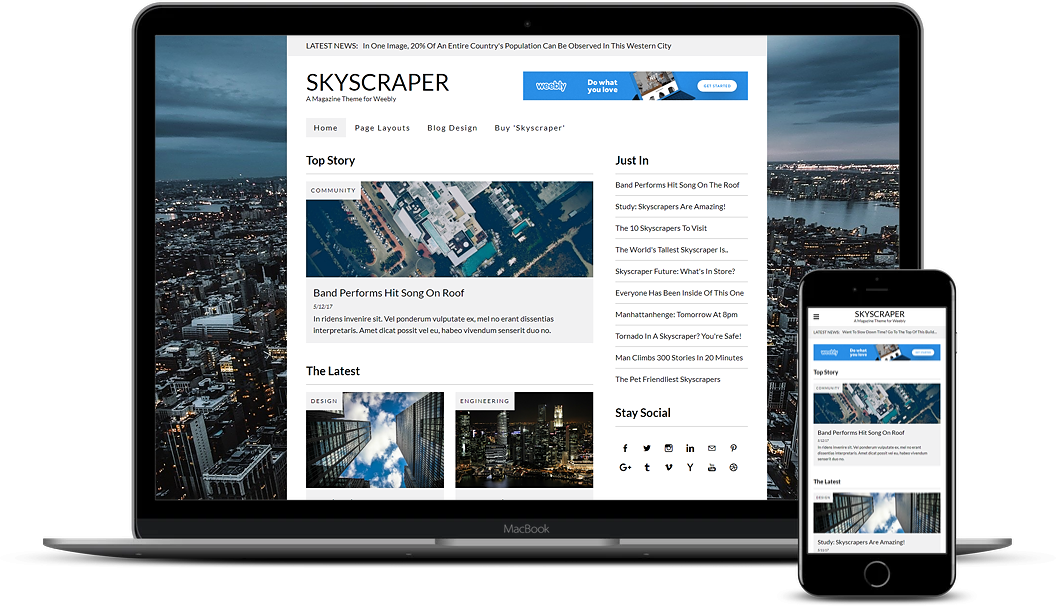 LATEST NEWS: In One Image, 20% Of An Entire Country's Population Can Be Observed In This Western City
SKYSCRAPER
A Magazine Theme for Weebly
weebly
Do what
you love
GET STARTED
Home Page Layouts Blog Design Buy 'Skyscraper'
Top Story
COMMUNITY
Band Performs Hit Song On Roof
5/12/17
In ridens invenire sit. Vel ponderum vulputate ex, mel no erant dissentias
interpretaris. Amet dicat possit vel eu, habeo vivendum senserit duo no.
The Latest
DESIGN
ENGINEERING
Just In
Band Performs Hit Song On The Roof
Study: Skyscrapers Are Amazing!
The 10 Skyscrapers To Visit
The World's Tallest Skyscraper Is..
Skyscraper Future: What's In Store?
Everyone Has Been Inside Of This One
Manhattanhenge: Tomorrow At 8pm
Tornado In A Skyscraper? You're Safe!
Man Climbs 300 Stories In 20 Minutes
The Pet Friendliest Skyscrapers
Stay Social
MacBook
SKYSCRAPER
A Magazine Theme for Weebly
LATEST NEWS: Want To Slow Down Time? Go To The Top Of This Build...
weebly
Do what
you love
GET STARTED
Top Story
COMMUNITY
Band Performs Hit Song On Roof
5/12/17
In ridens invenire sit. Vel ponderum vulputate ex, mel no erant
dissentias interpretaris. Amet dicat possit vel eu, habeo vivendum
senserit duo no.
The Latest
DESIGN
Study: Skyscrapers Are Amazing!
5/12/17